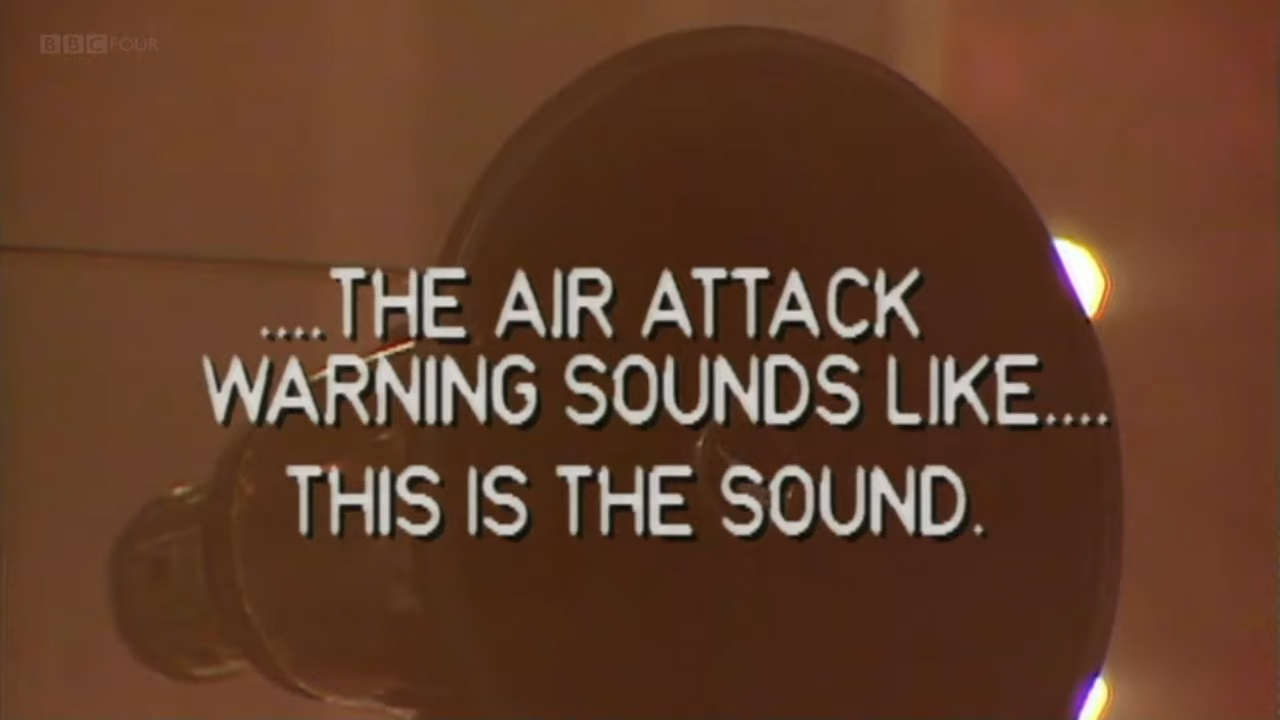 BBC FOUR
....THE AIR ATTACK
WARNING SOUNDS LIKE....
THIS IS THE SOUND.